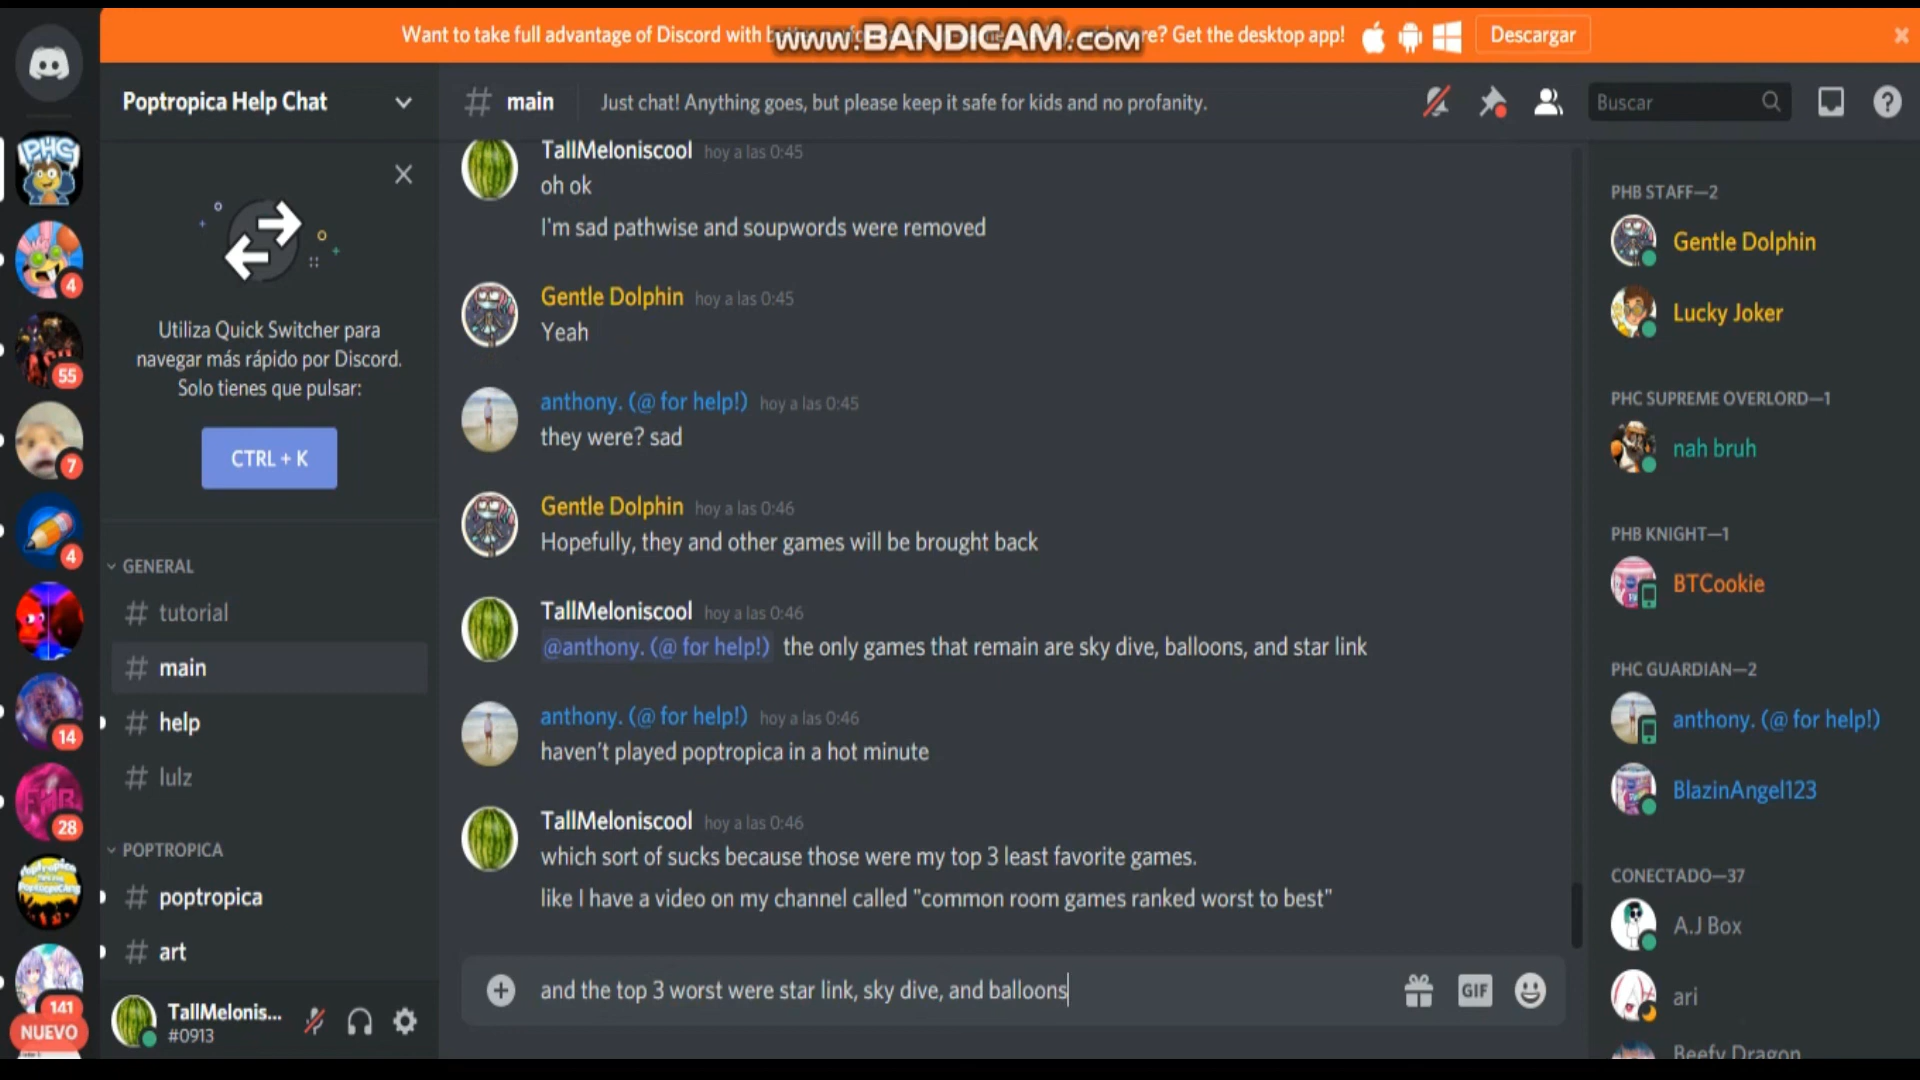 Want to take full advantage of Discord with
re? Get the desktop app!
Descargar
www.BANDICAM.com
Poptropica Help Chat
main
Just chat! Anything goes, but please keep it safe for kids and no profanity.
Buscar
Utiliza Quick Switcher para
navegar más rápido por Discord.
Solo tienes que pulsar:
CTRL + K
GENERAL
# tutorial
# main
# help
# lulz
POPTROPICA
# poptropica
# art
TallMelonis...
#0913
PHG
4
55
7
4
14
28
141
NUEVO
TallMeloniscool hoy a las 0:45
oh ok
I'm sad pathwise and soupwords were removed
Gentle Dolphin hoy a las 0:45
Yeah
anthony. (@ for help!) hoy a las 0:45
they were? sad
Gentle Dolphin hoy a las 0:46
Hopefully, they and other games will be brought back
TallMeloniscool hoy a las 0:46
@anthony. (@ for help!) the only games that remain are sky dive, balloons, and star link
anthony. (@ for help!) hoy a las 0:46
haven't played poptropica in a hot minute
TallMeloniscool hoy a las 0:46
which sort of sucks because those were my top 3 least favorite games.
like I have a video on my channel called "common room games ranked worst to best"
and the top 3 worst were star link, sky dive, and balloons
GIF
PHB STAFF—2
Gentle Dolphin
Lucky Joker
PHC SUPREME OVERLORD—1
nah bruh
PHB KNIGHT—1
BTCookie
PHC GUARDIAN—2
anthony. (@ for help!)
BlazinAngel123
CONECTADO—37
A.J Box
ari
Beefy Dragon